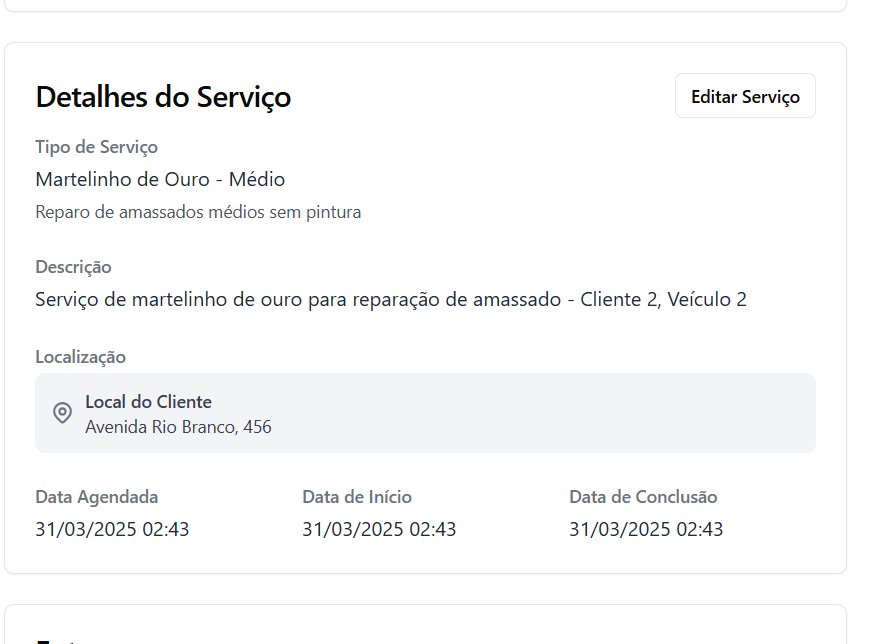 Detalhes do Serviço
Editar Serviço
Tipo de Serviço
Martelinho de Ouro - Médio
Reparo de amassados médios sem pintura
Descrição
Serviço de martelinho de ouro para reparação de amassado - Cliente 2, Veículo 2
Localização
Local do Cliente
Avenida Rio Branco, 456
Data Agendada
Data de Início
Data de Conclusão
31/03/2025 02:43
31/03/2025 02:43
31/03/2025 02:43